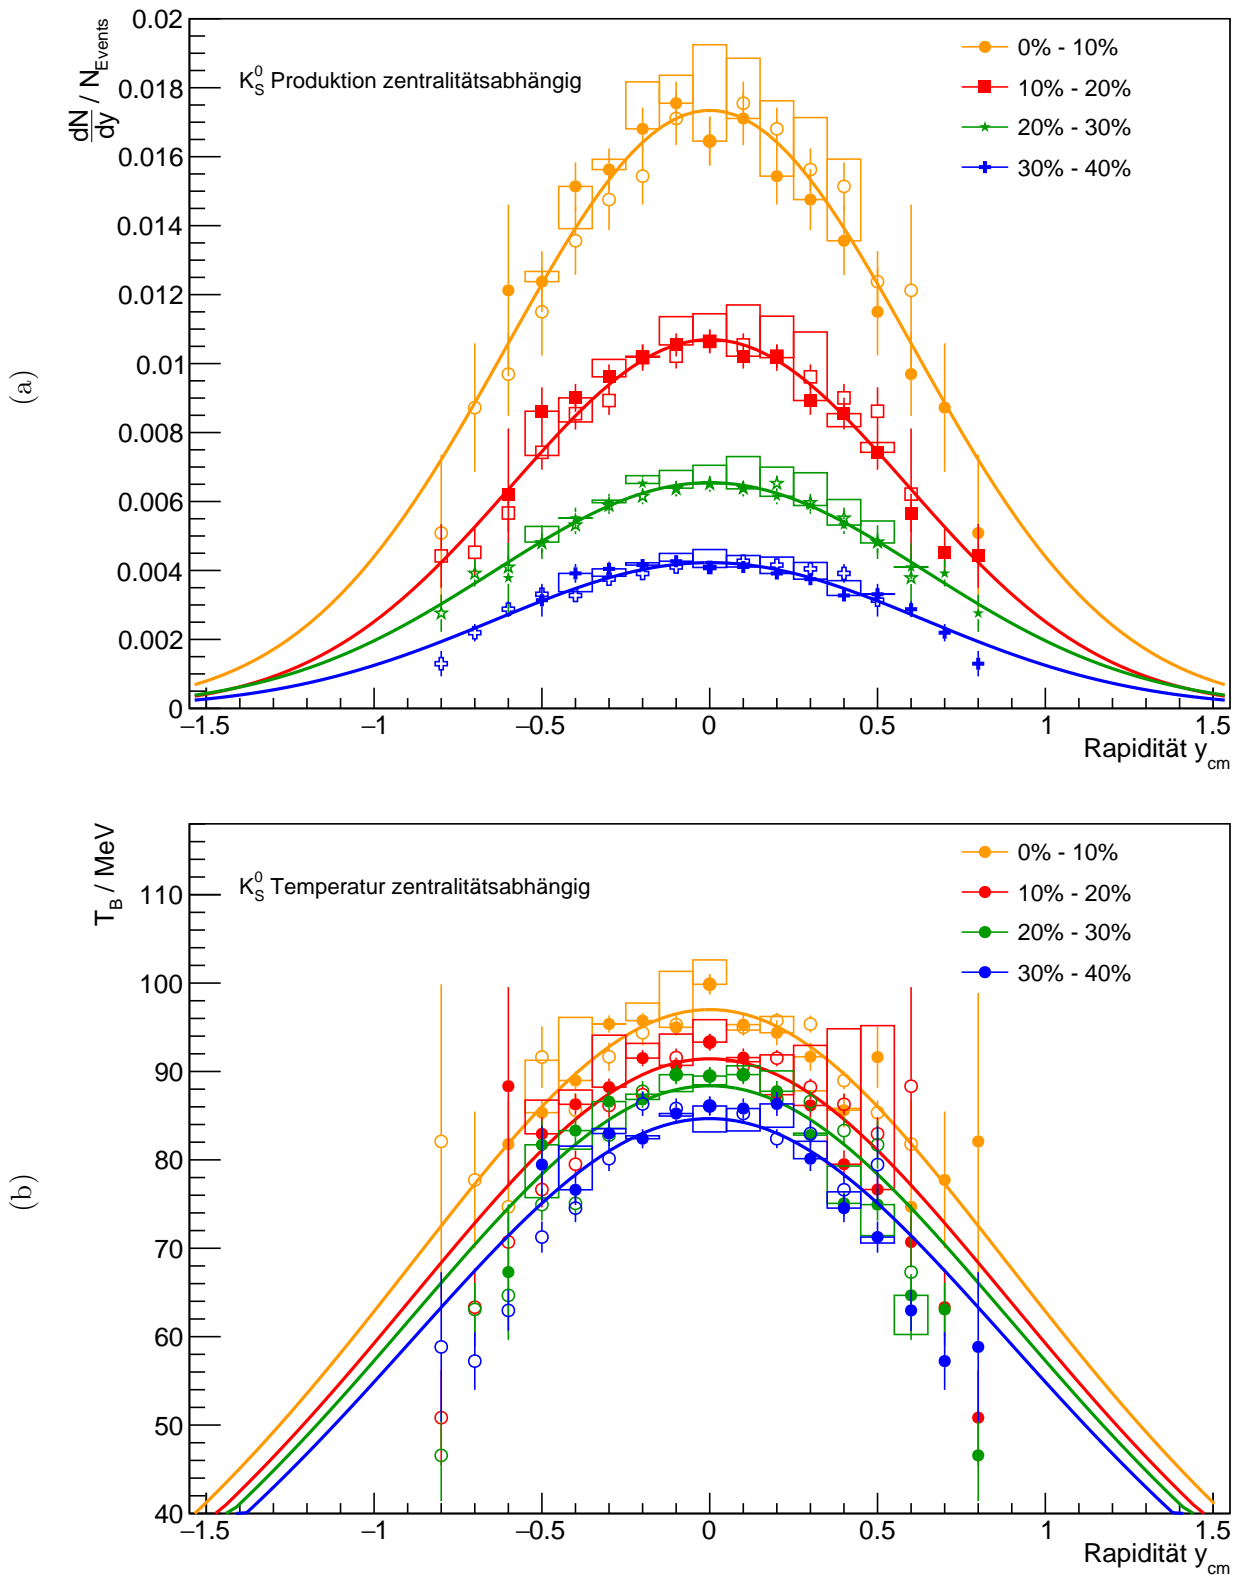 (a)
dN/dy / N_Events
K⁰_S Produktion zentralitätsabhängig
0% - 10%
10% - 20%
20% - 30%
30% - 40%
0.02
0.018
0.016
0.014
0.012
0.01
0.008
0.006
0.004
0.002
0
−1.5 −1 −0.5 0 0.5 1 1.5
Rapidität y_cm
(b)
T_B / MeV
K⁰_S Temperatur zentralitätsabhängig
0% - 10%
10% - 20%
20% - 30%
30% - 40%
110
100
90
80
70
60
50
40
−1.5 −1 −0.5 0 0.5 1 1.5
Rapidität y_cm